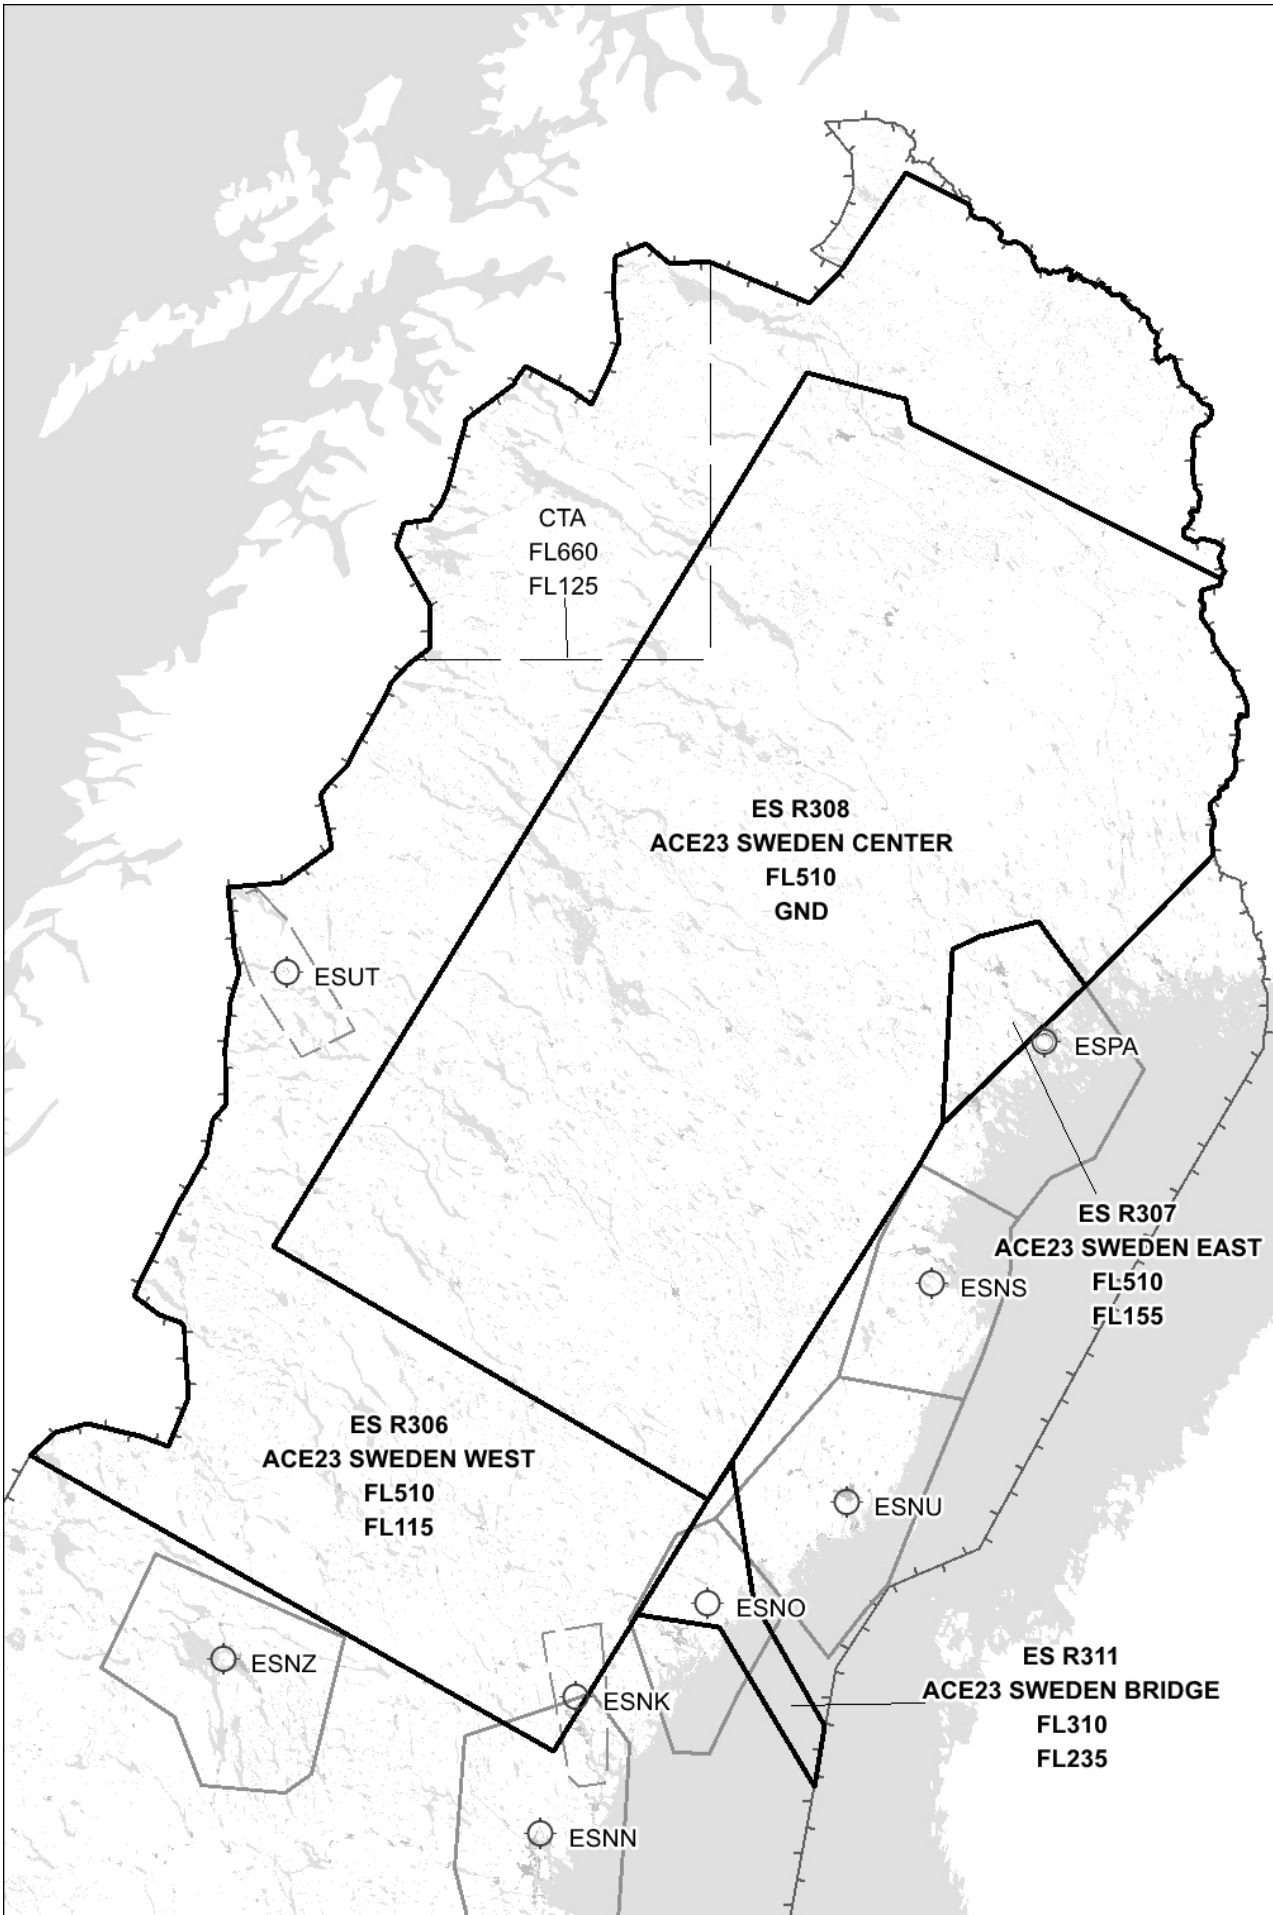 CTA
FL660
FL125
ES R308
ACE23 SWEDEN CENTER
FL510
GND
ESUT
ESPA
ES R307
ACE23 SWEDEN EAST
FL510
FL155
ESNS
ES R306
ACE23 SWEDEN WEST
FL510
FL115
ESNU
ESNO
ESNZ
ES R311
ACE23 SWEDEN BRIDGE
FL310
FL235
ESNK
ESNN